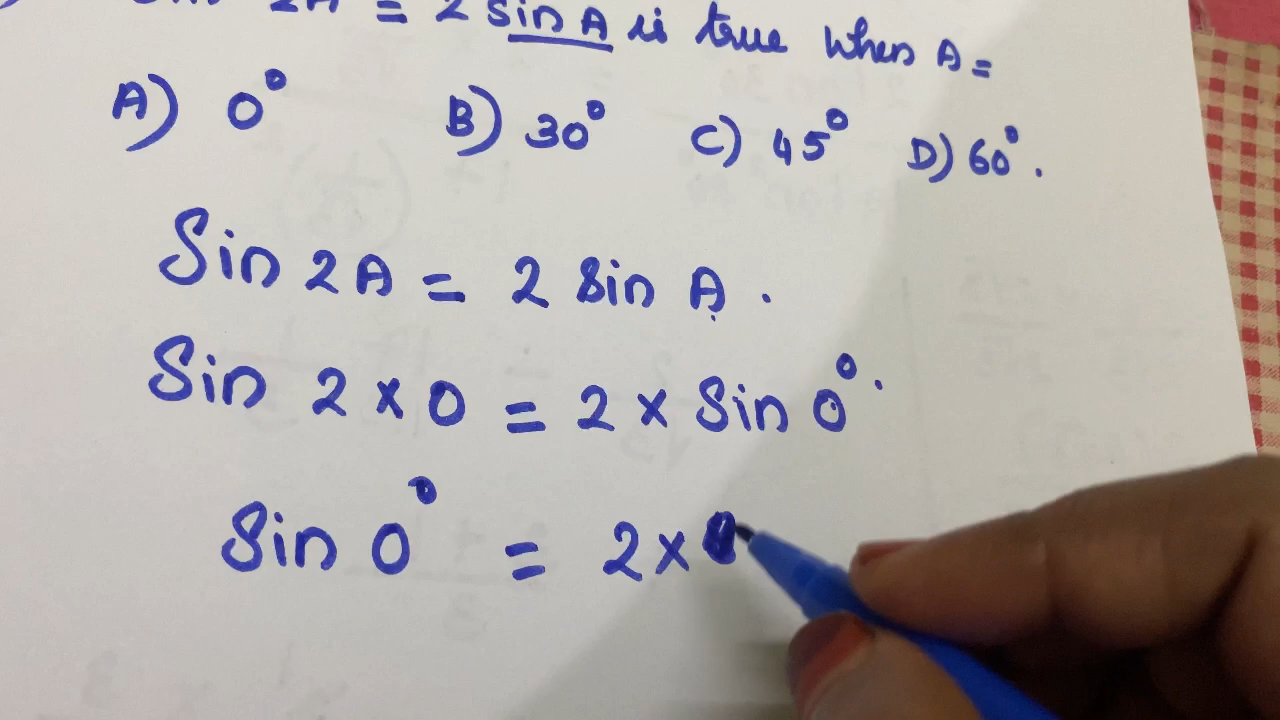 2A = 2 sin A is true when A =
A) 0° B) 30° C) 45° D) 60°.
Sin 2A = 2 Sin A.
Sin 2 × 0 = 2 × Sin 0°.
Sin 0° = 2 ×